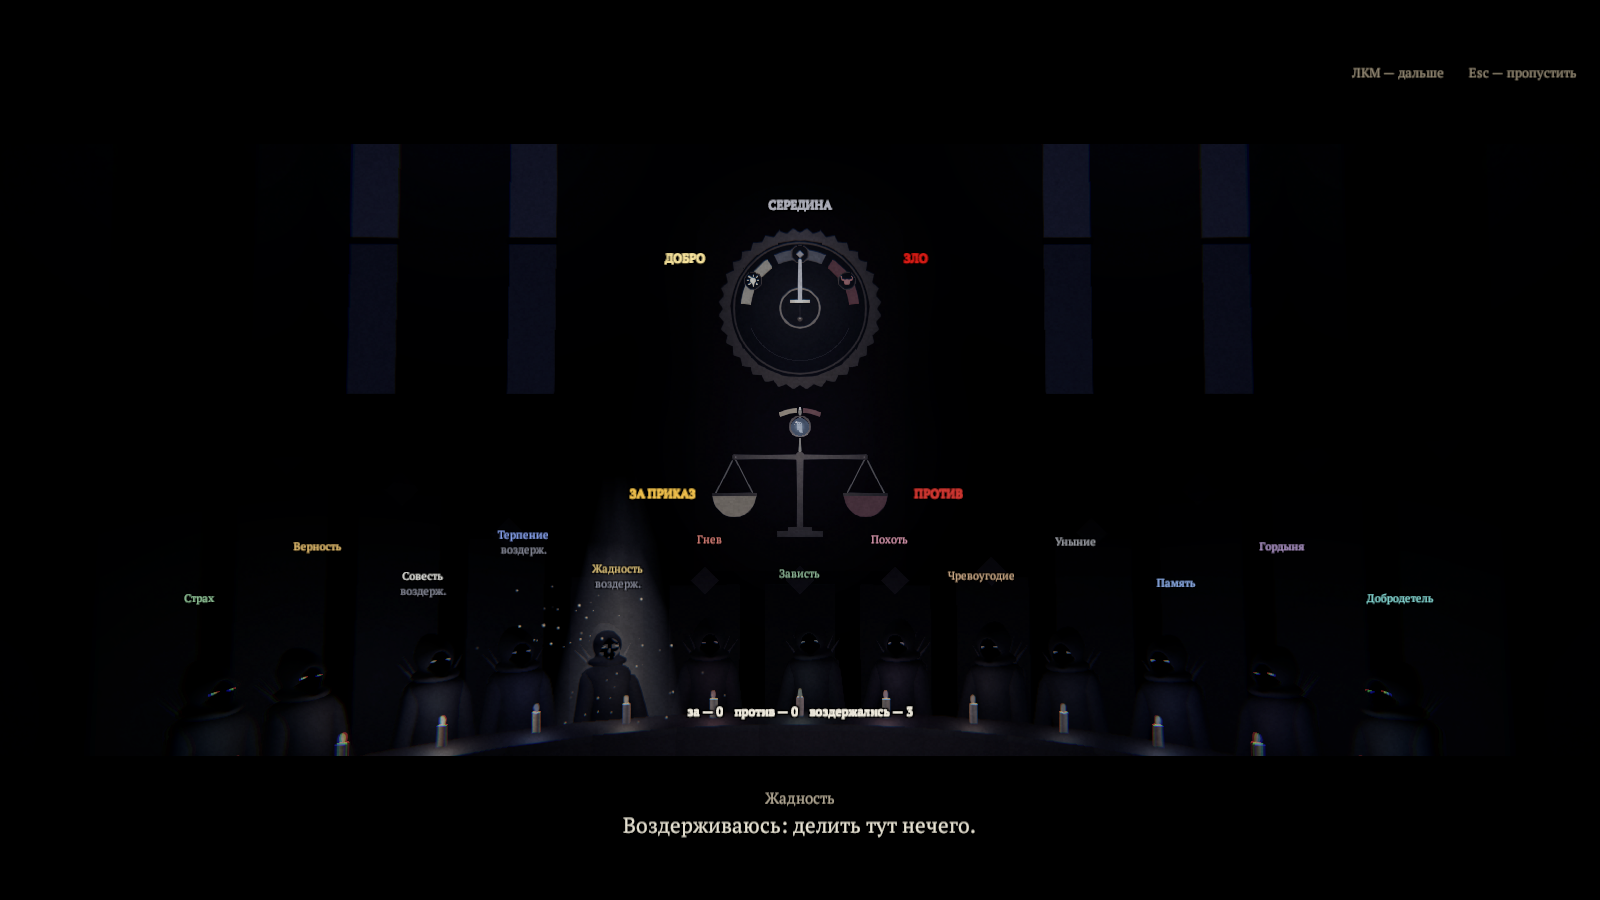 ЛКМ — дальше Esc — пропустить
СЕРЕДИНА
ДОБРО
ЗЛО
ЗА ПРИКАЗ
ПРОТИВ
Страх
Верность
Совесть
воздерж.
Терпение
воздерж.
Жадность
воздерж.
Гнев
Зависть
Похоть
Чревоугодие
Уныние
Память
Гордыня
Добродетель
за — 0 против — 0 воздержались — 3
Жадность
Воздерживаюсь: делить тут нечего.